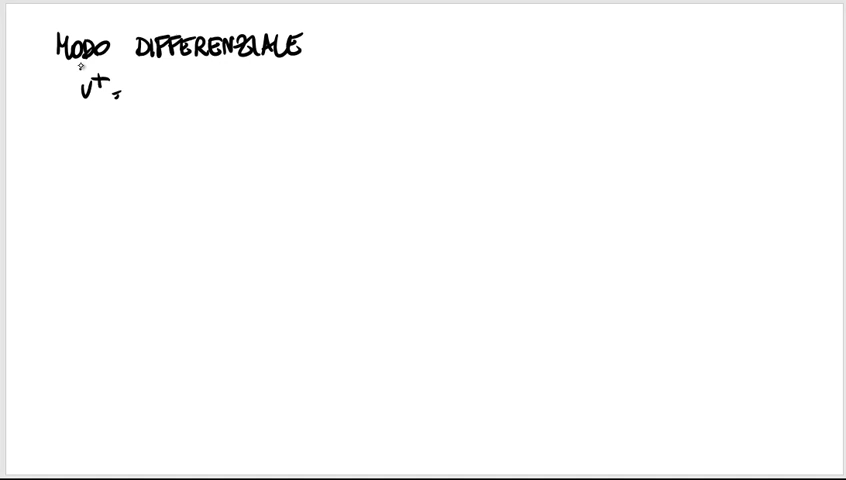 MODO DIFFERENZIALE
V⁺ =